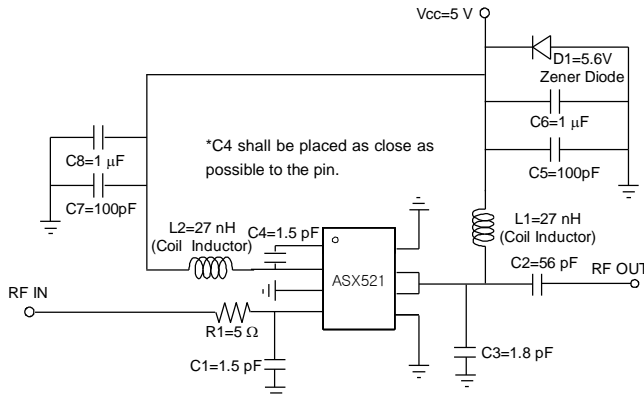 Vcc=5 V
D1=5.6V
Zener Diode
C6=1 μF
C5=100pF
*C4 shall be placed as close as
possible to the pin.
C8=1 μF
C7=100pF
L2=27 nH
(Coil Inductor)
C4=1.5 pF
L1=27 nH
(Coil Inductor)
ASX521
C2=56 pF
RF OUT
RF IN
R1=5 Ω
C1=1.5 pF
C3=1.8 pF